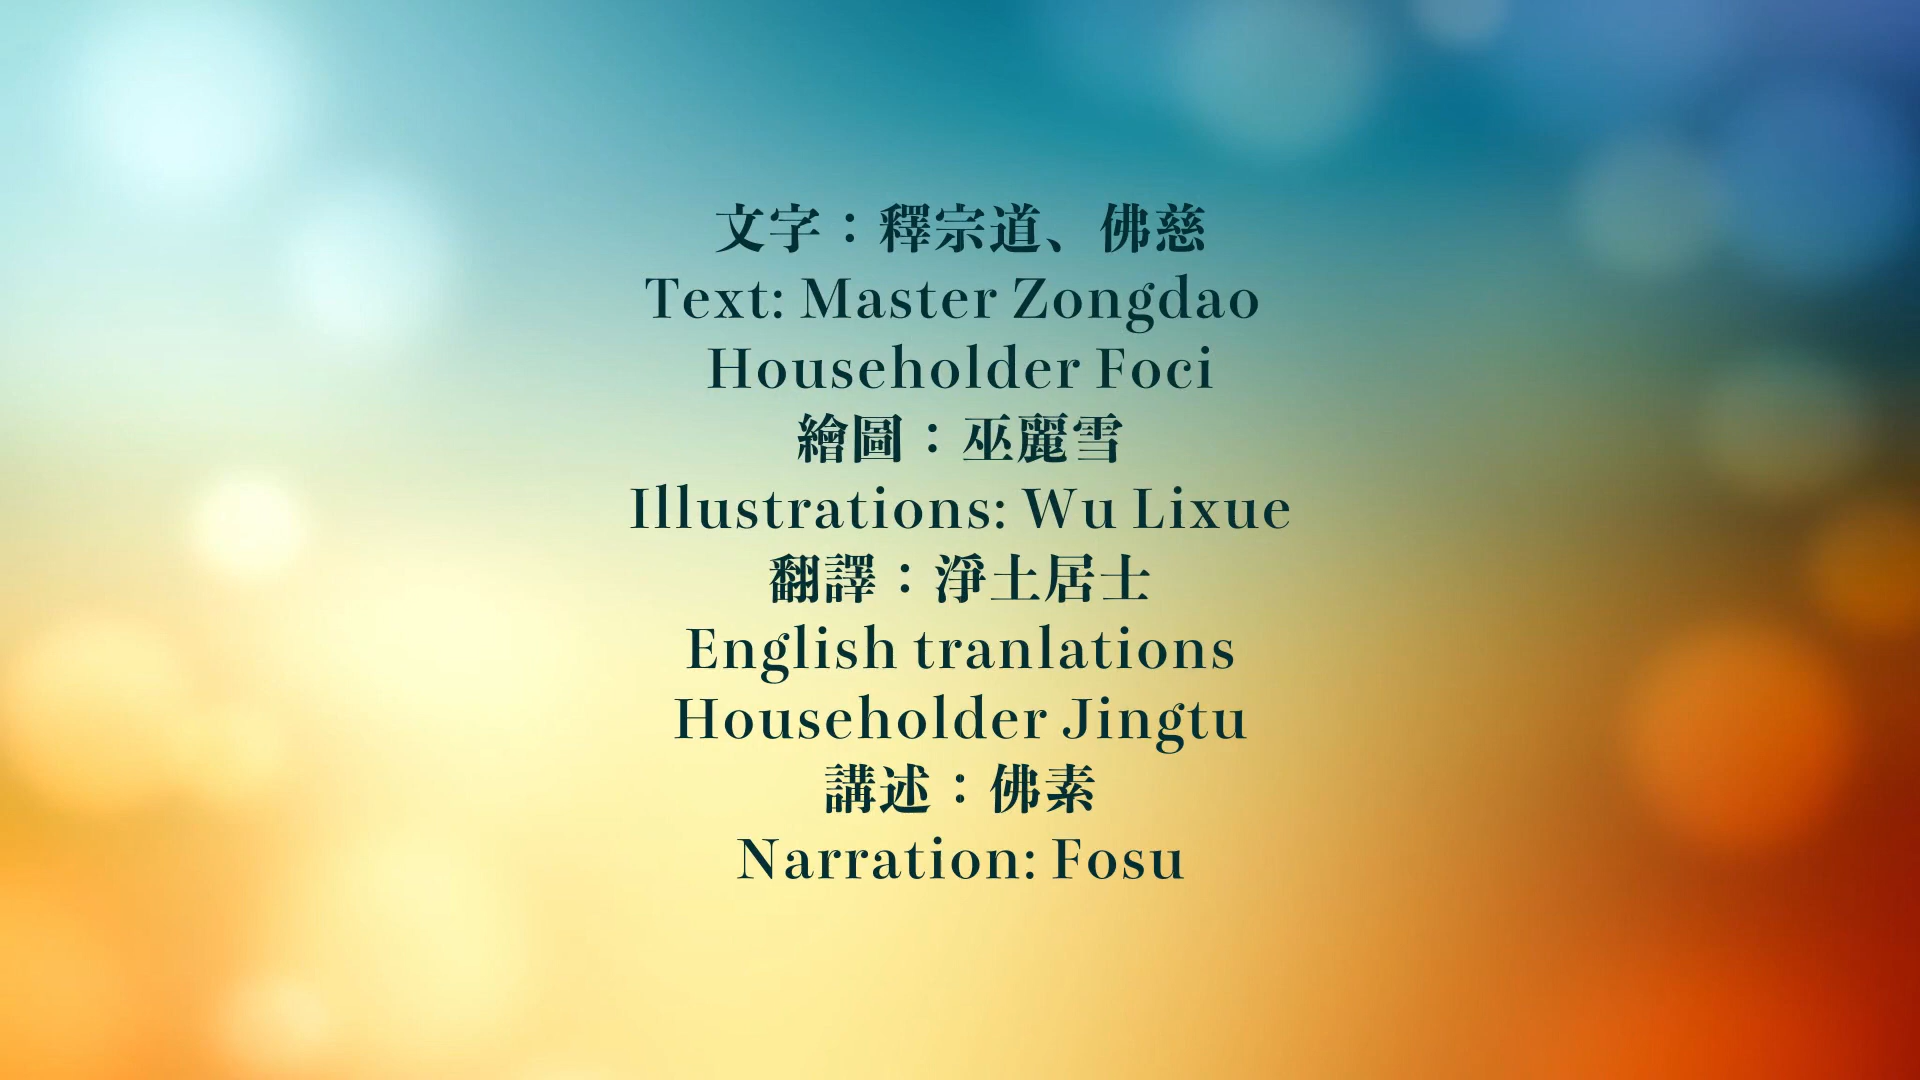 文字：釋宗道、佛慈
Text: Master Zongdao
Householder Foci
繪圖：巫麗雪
Illustrations: Wu Lixue
翻譯：淨土居士
English tranlations
Householder Jingtu
講述：佛素
Narration: Fosu